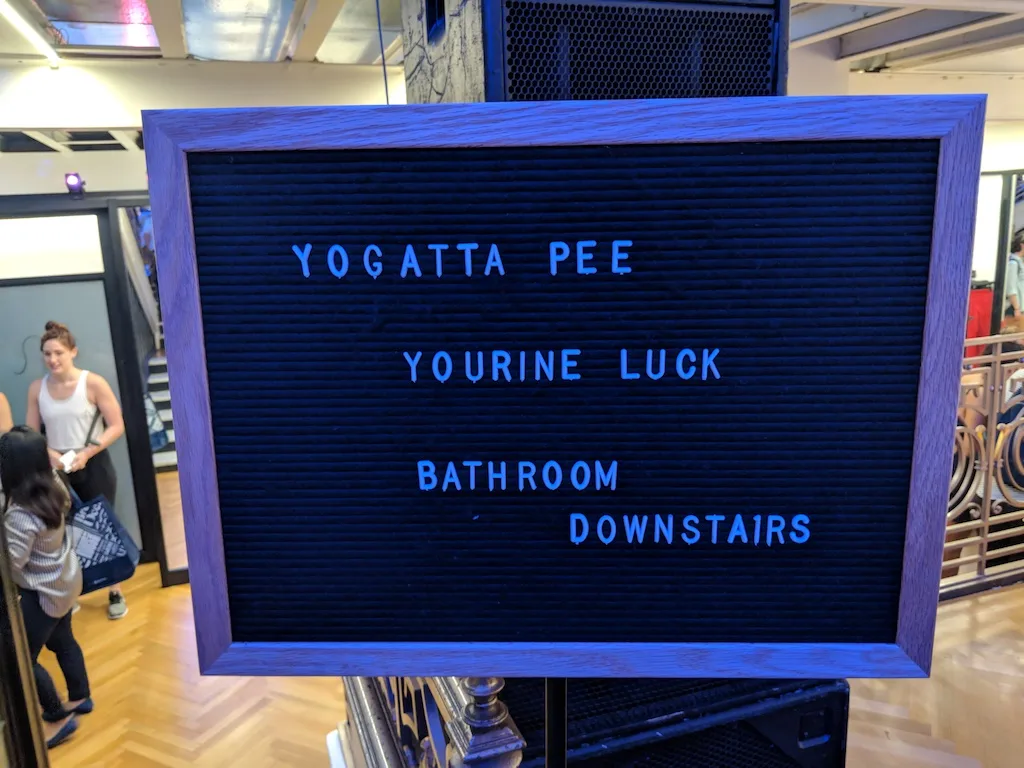 YOGATTA PEE
YOURINE LUCK
BATHROOM
DOWNSTAIRS